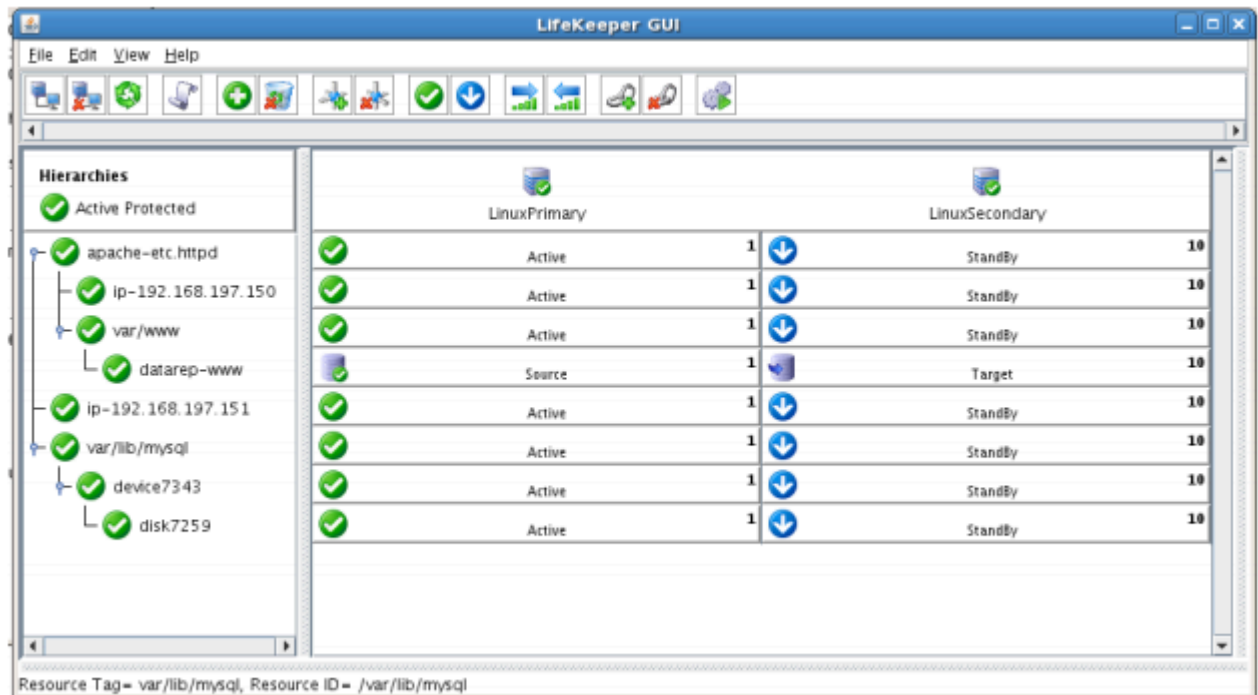 LifeKeeper GUI
File Edit View Help
Hierarchies
Active Protected
LinuxPrimary LinuxSecondary
apache-etc.httpd Active 1 StandBy 10
ip-192.168.197.150 Active 1 StandBy 10
var/www Active 1 StandBy 10
datarep-www Source 1 Target 10
ip-192.168.197.151 Active 1 StandBy 10
var/lib/mysql Active 1 StandBy 10
device7343 Active 1 StandBy 10
disk7259 Active 1 StandBy 10
Resource Tag= var/lib/mysql, Resource ID= /var/lib/mysql